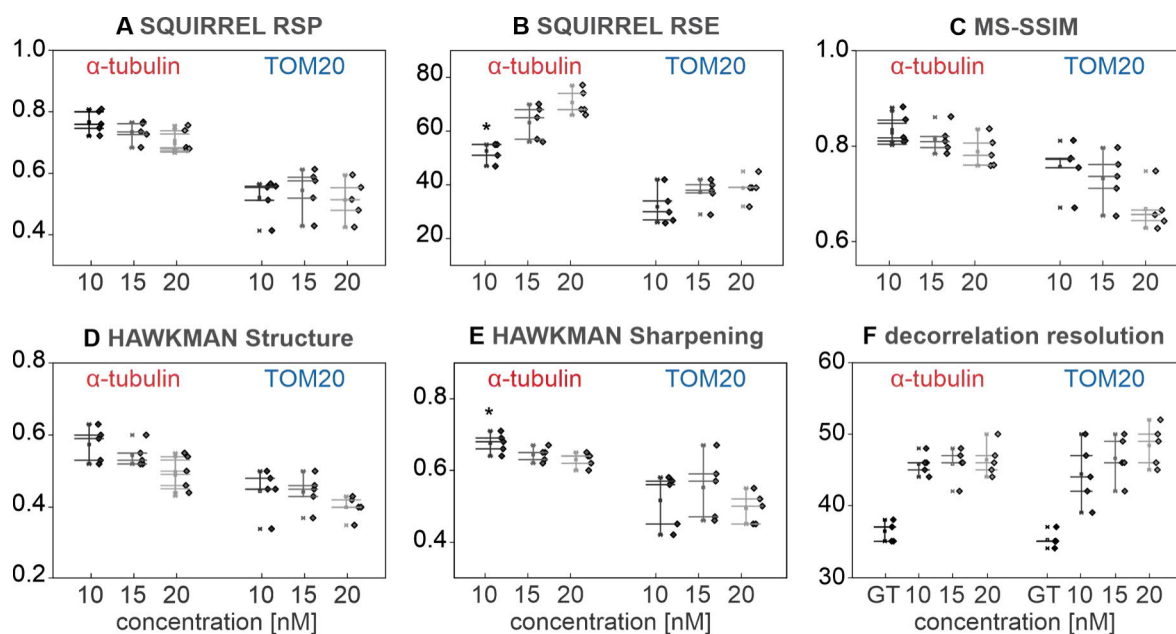 A SQUIRREL RSP
α-tubulin TOM20
1.0
0.8
0.6
0.4
10 15 20 10 15 20
B SQUIRREL RSE
α-tubulin TOM20
80
60
40
20
*
10 15 20 10 15 20
C MS-SSIM
α-tubulin TOM20
1.0
0.8
0.6
10 15 20 10 15 20
D HAWKMAN Structure
α-tubulin TOM20
0.8
0.6
0.4
0.2
10 15 20 10 15 20
concentration [nM]
E HAWKMAN Sharpening
α-tubulin TOM20
0.8
0.6
0.4
*
10 15 20 10 15 20
concentration [nM]
F decorrelation resolution
α-tubulin TOM20
60
50
40
30
GT 10 15 20 GT 10 15 20
concentration [nM]